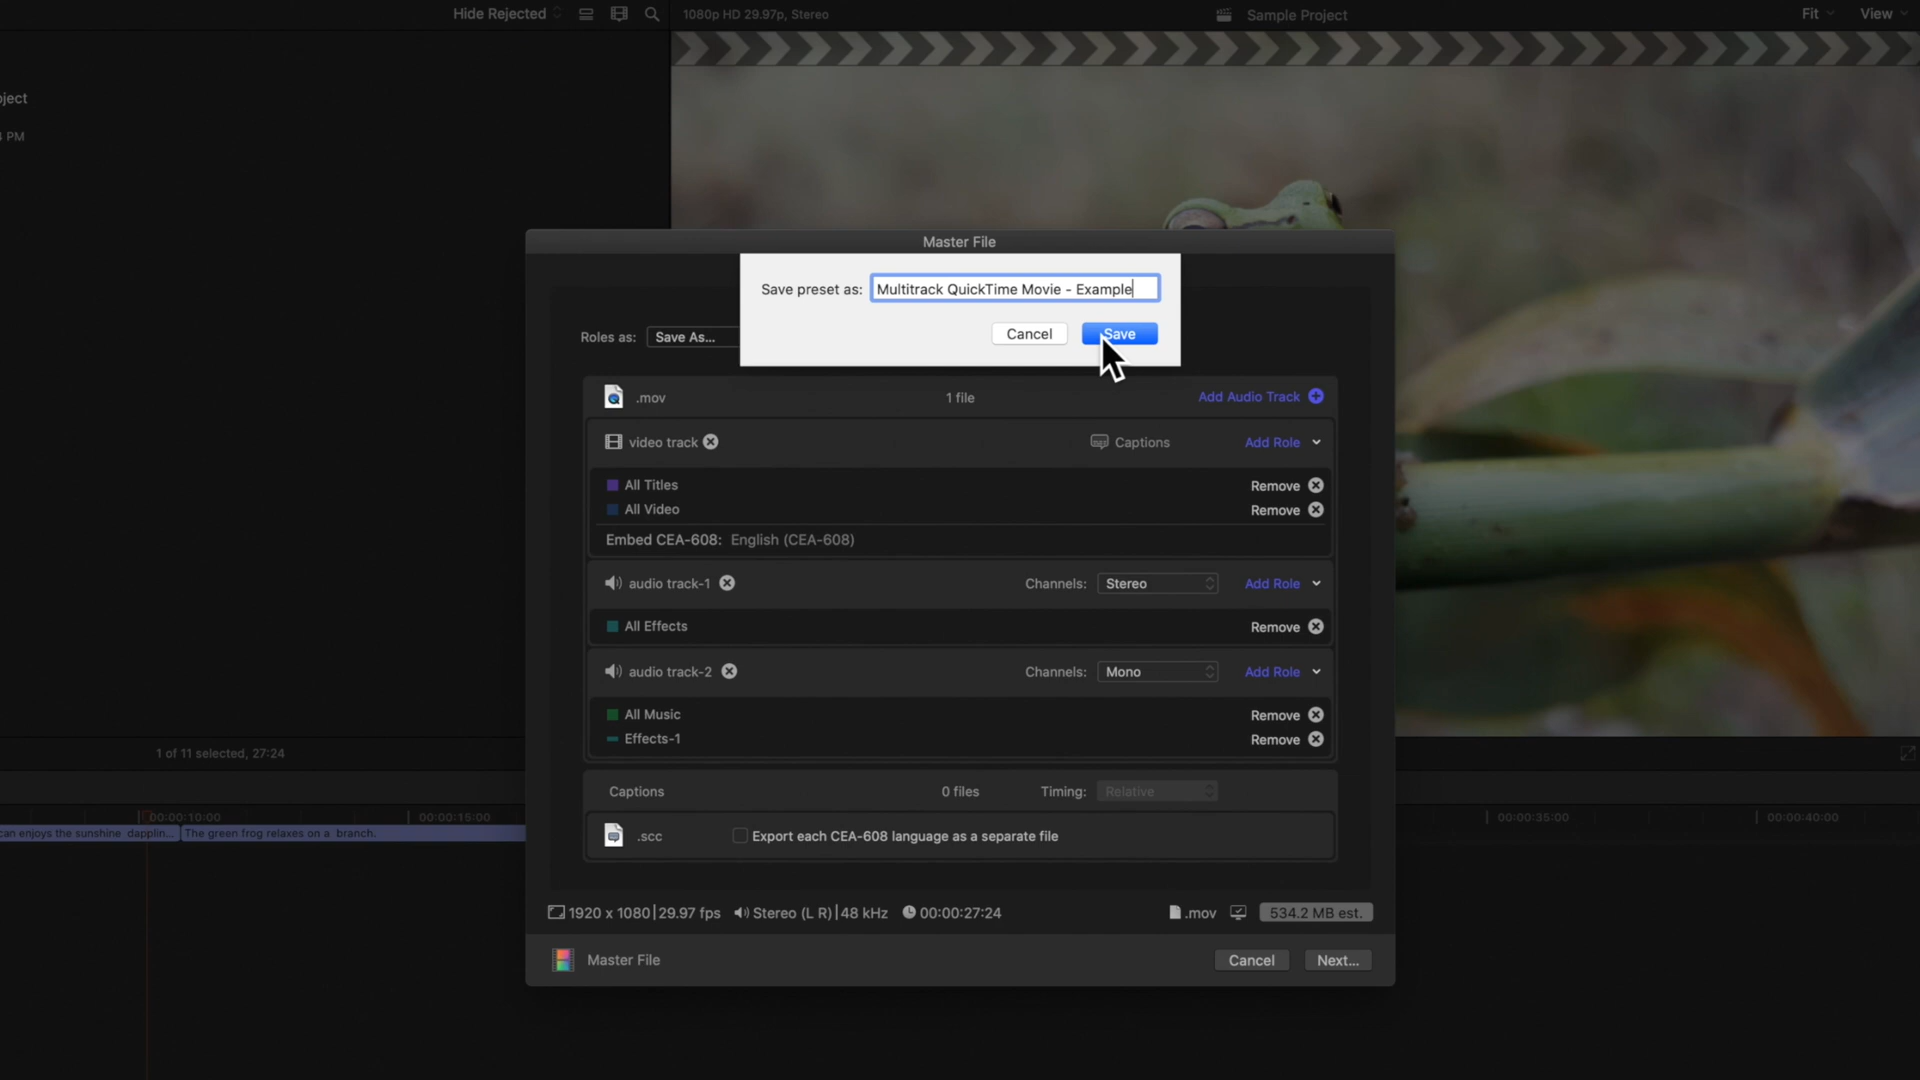 Hide Rejected
1080p HD 29.97p, Stereo
Sample Project
Fit
View
oject
PM
Master File
Save preset as: Multitrack QuickTime Movie - Example
Cancel
Save
Roles as: Save As...
.mov
1 file
Add Audio Track
video track
Captions
Add Role
All Titles
Remove
All Video
Remove
Embed CEA-608: English (CEA-608)
audio track-1
Channels: Stereo
Add Role
All Effects
Remove
audio track-2
Channels: Mono
Add Role
All Music
Remove
Effects-1
Remove
1 of 11 selected, 27:24
Captions
0 files
Timing: Relative
00:00:10:00
00:00:15:00
00:00:35:00
00:00:40:00
can enjoys the sunshine dapplin...
The green frog relaxes on a branch.
.scc
Export each CEA-608 language as a separate file
1920 x 1080 | 29.97 fps
Stereo (L R) | 48 kHz
00:00:27:24
.mov
534.2 MB est.
Master File
Cancel
Next...